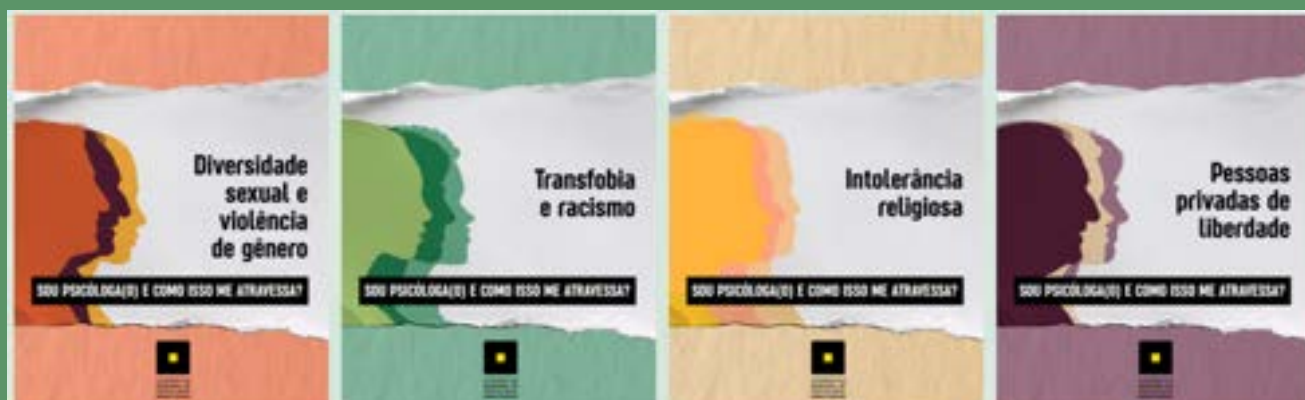 Diversidade
sexual e
violência
de gênero
SOU PSICÓLOGA(O) E COMO ISSO ME ATRAVESSA?
Transfobia
e racismo
SOU PSICÓLOGA(O) E COMO ISSO ME ATRAVESSA?
Intolerância
religiosa
SOU PSICÓLOGA(O) E COMO ISSO ME ATRAVESSA?
Pessoas
privadas de
liberdade
SOU PSICÓLOGA(O) E COMO ISSO ME ATRAVESSA?